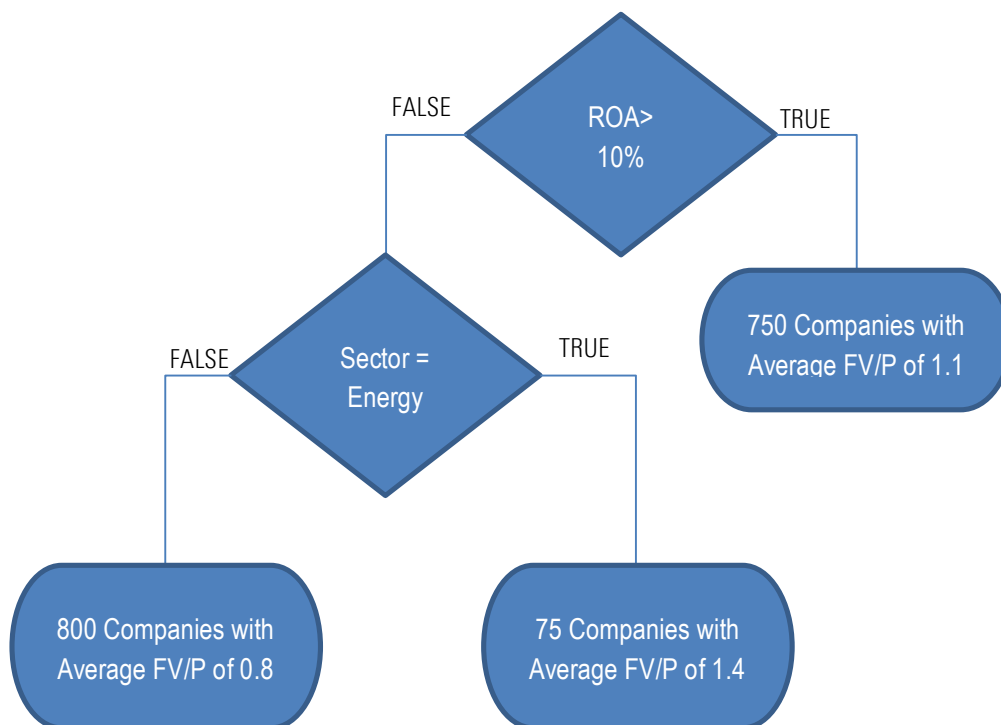 FALSE
ROA>
10%
TRUE
750 Companies with
Average FV/P of 1.1
FALSE
Sector =
Energy
TRUE
800 Companies with
Average FV/P of 0.8
75 Companies with
Average FV/P of 1.4